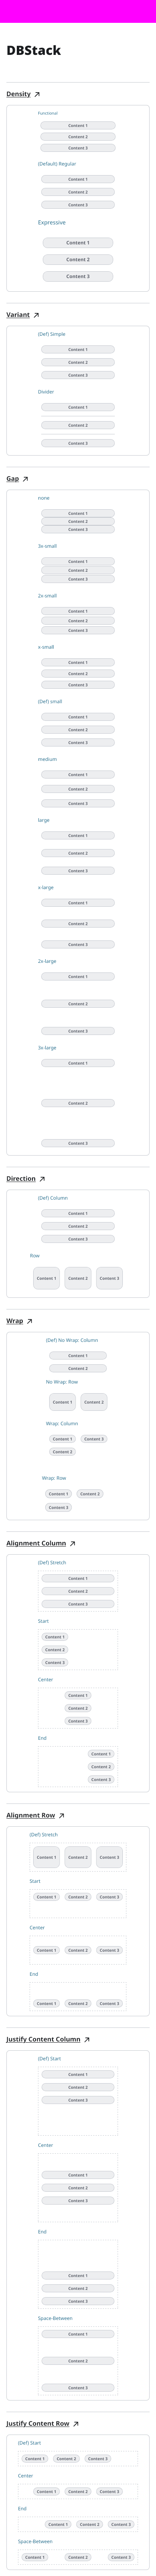 DBStack
Density
Functional
Content 1
Content 2
Content 3
(Default) Regular
Content 1
Content 2
Content 3
Expressive
Content 1
Content 2
Content 3
Variant
(Def) Simple
Content 1
Content 2
Content 3
Divider
Content 1
Content 2
Content 3
Gap
none
Content 1
Content 2
Content 3
3x-small
Content 1
Content 2
Content 3
2x-small
Content 1
Content 2
Content 3
x-small
Content 1
Content 2
Content 3
(Def) small
Content 1
Content 2
Content 3
medium
Content 1
Content 2
Content 3
large
Content 1
Content 2
Content 3
x-large
Content 1
Content 2
Content 3
2x-large
Content 1
Content 2
Content 3
3x-large
Content 1
Content 2
Content 3
Direction
(Def) Column
Content 1
Content 2
Content 3
Row
Content 1 Content 2 Content 3
Wrap
(Def) No Wrap: Column
Content 1
Content 2
No Wrap: Row
Content 1 Content 2
Wrap: Column
Content 1 Content 3
Content 2
Wrap: Row
Content 1 Content 2
Content 3
Alignment Column
(Def) Stretch
Content 1
Content 2
Content 3
Start
Content 1
Content 2
Content 3
Center
Content 1
Content 2
Content 3
End
Content 1
Content 2
Content 3
Alignment Row
(Def) Stretch
Content 1 Content 2 Content 3
Start
Content 1 Content 2 Content 3
Center
Content 1 Content 2 Content 3
End
Content 1 Content 2 Content 3
Justify Content Column
(Def) Start
Content 1
Content 2
Content 3
Center
Content 1
Content 2
Content 3
End
Content 1
Content 2
Content 3
Space-Between
Content 1
Content 2
Content 3
Justify Content Row
(Def) Start
Content 1 Content 2 Content 3
Center
Content 1 Content 2 Content 3
End
Content 1 Content 2 Content 3
Space-Between
Content 1 Content 2 Content 3